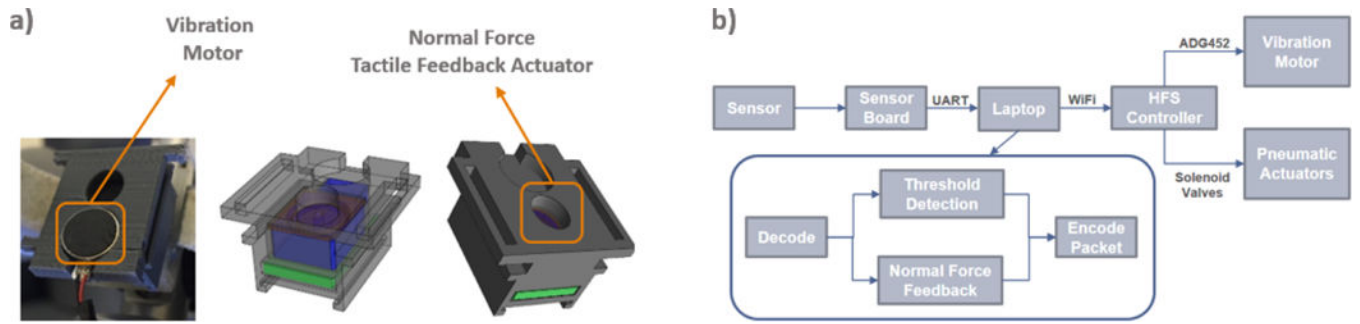 a)
Vibration
Motor
Normal Force
Tactile Feedback Actuator
b)
Sensor
Sensor
Board
UART
Laptop
WiFi
HFS
Controller
ADG452
Vibration
Motor
Solenoid
Valves
Pneumatic
Actuators
Decode
Threshold
Detection
Normal Force
Feedback
Encode
Packet